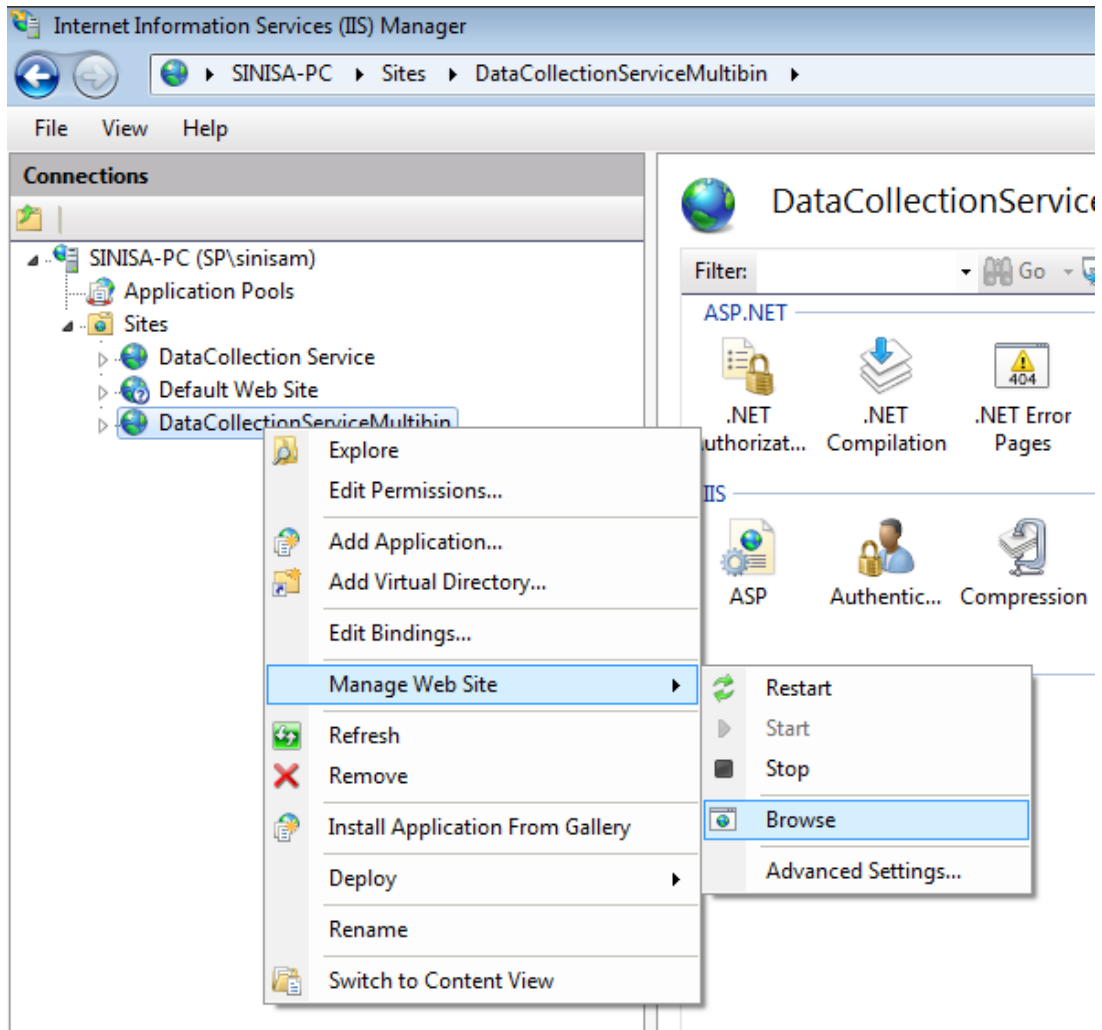 Internet Information Services (IIS) Manager
SINISA-PC Sites DataCollectionServiceMultibin
File View Help
Connections
SINISA-PC (SP\sinisam)
Application Pools
Sites
DataCollection Service
Default Web Site
DataCollectionServiceMultibin
Explore
Edit Permissions...
Add Application...
Add Virtual Directory...
Edit Bindings...
Manage Web Site
Refresh
Remove
Install Application From Gallery
Deploy
Rename
Switch to Content View
Restart
Start
Stop
Browse
Advanced Settings...
DataCollectionService
Filter: Go
ASP.NET
.NET
uthorizat...
.NET
Compilation
404
.NET Error
Pages
IIS
ASP
Authentic...
Compression